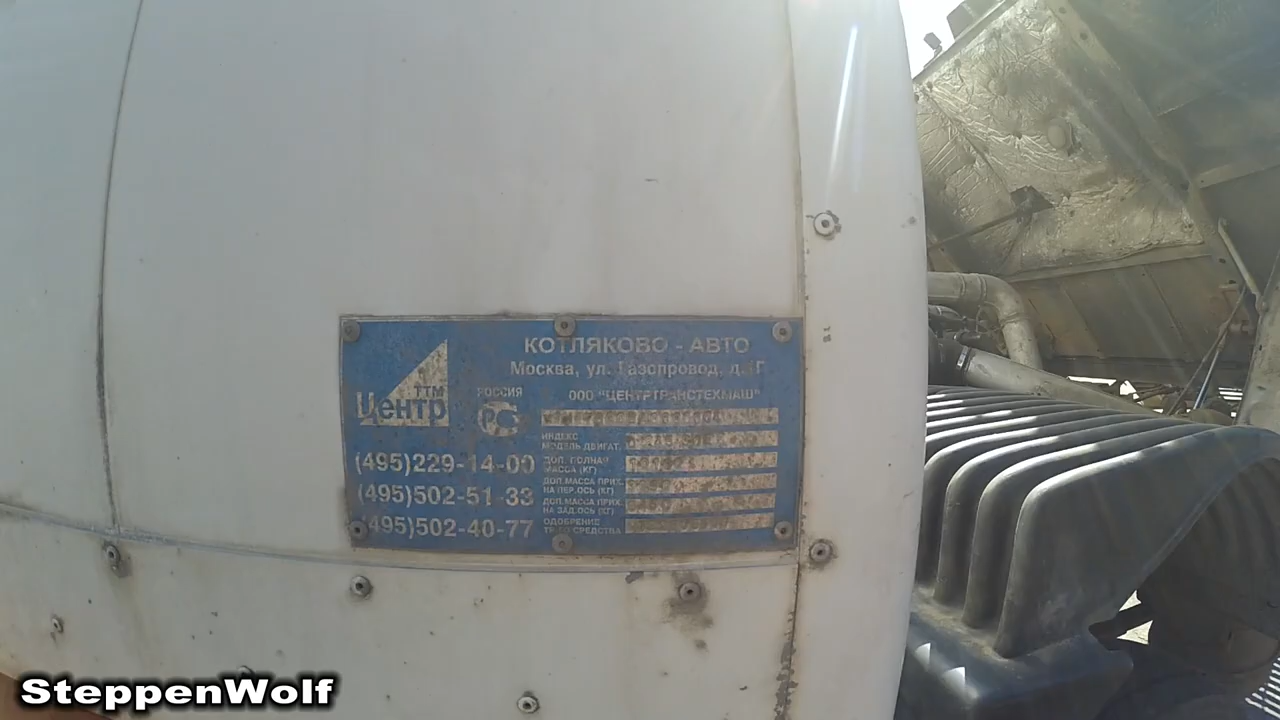 КОТЛЯКОВО - АВТО
Москва, ул. Газопровод, д.
ТТМ
Центр
РОССИЯ
РС
ООО "ЦЕНТРТРАНСТЕХМАШ"
ИНДЕКС
МОДЕЛЬ ДВИГАТ.
(495)229-14-00
ДОП. ПОЛНАЯ
МАССА (КГ)
(495)502-51-33
ДОП.МАССА ПРИХ.
НА ПЕР.ОСЬ (КГ)
ДОП.МАССА ПРИХ.
НА ЗАД.ОСЬ (КГ)
(495)502-40-77
ОДОБРЕНИЕ
SteppenWolf